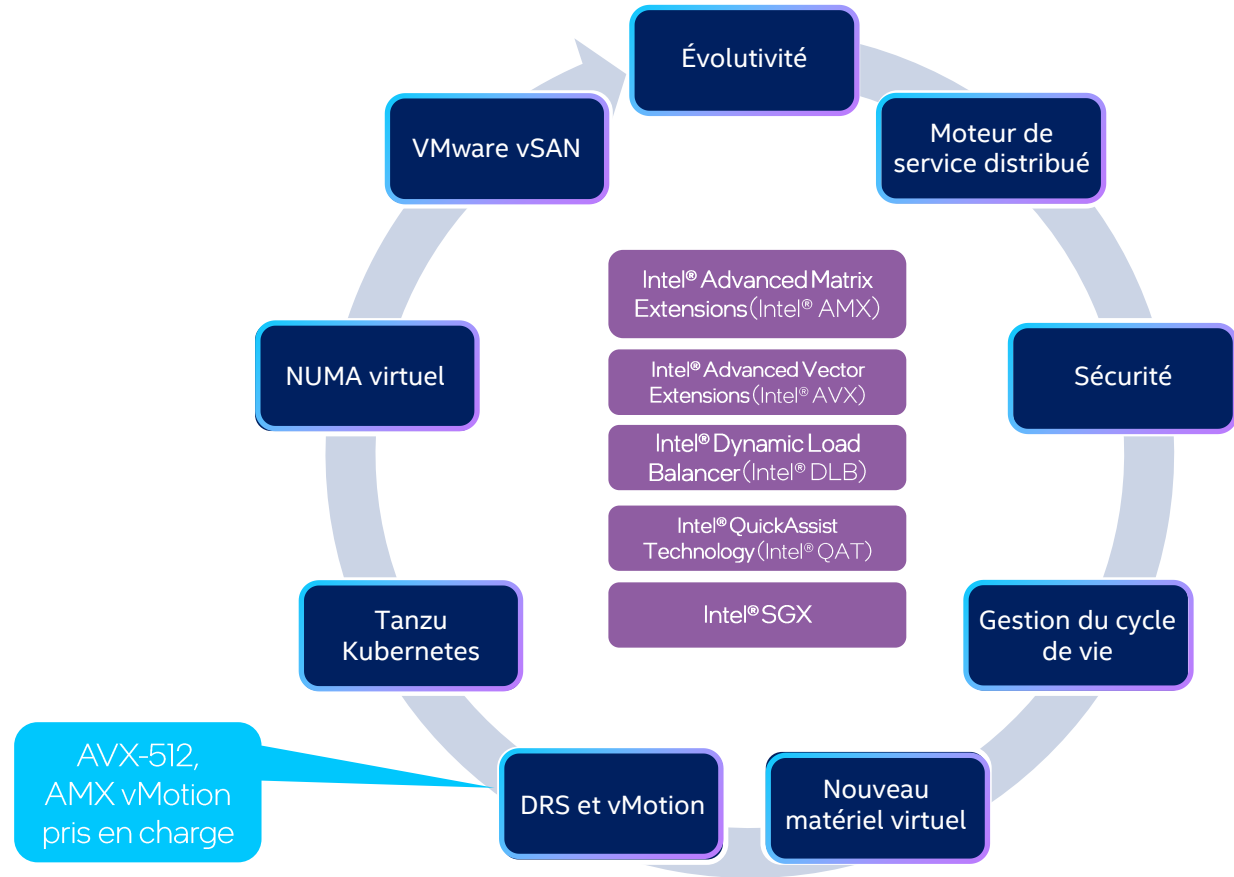 Évolutivité
Moteur de
service distribué
Sécurité
Gestion du cycle
de vie
Nouveau
matériel virtuel
DRS et vMotion
AVX-512,
AMX vMotion
pris en charge
Tanzu
Kubernetes
NUMA virtuel
VMware vSAN
Intel® Advanced Matrix
Extensions (Intel® AMX)
Intel® Advanced Vector
Extensions (Intel® AVX)
Intel® Dynamic Load
Balancer (Intel® DLB)
Intel® QuickAssist
Technology (Intel® QAT)
Intel® SGX